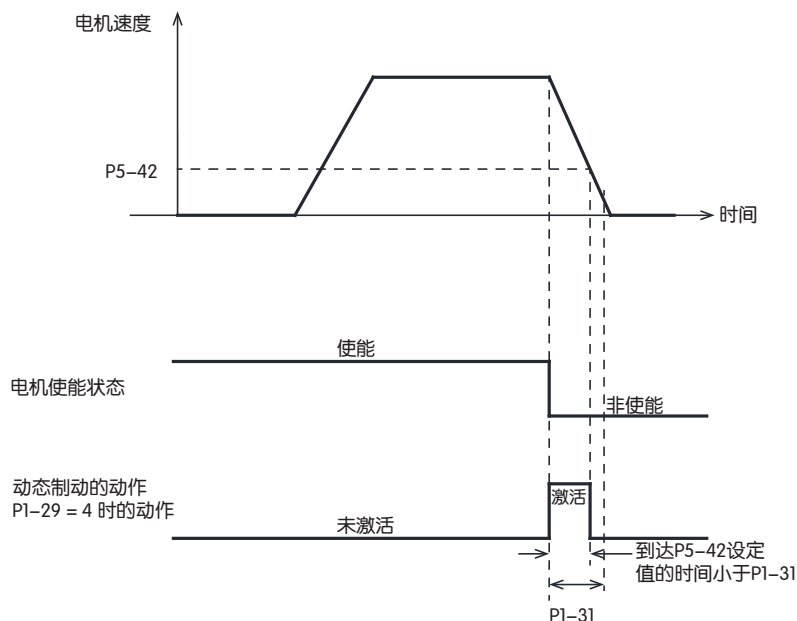 电机速度
P5-42
时间
使能
电机使能状态
非使能
动态制动的动作
P1-29 = 4 时的动作
激活
未激活
到达P5-42设定
值的时间小于P1-31
P1-31